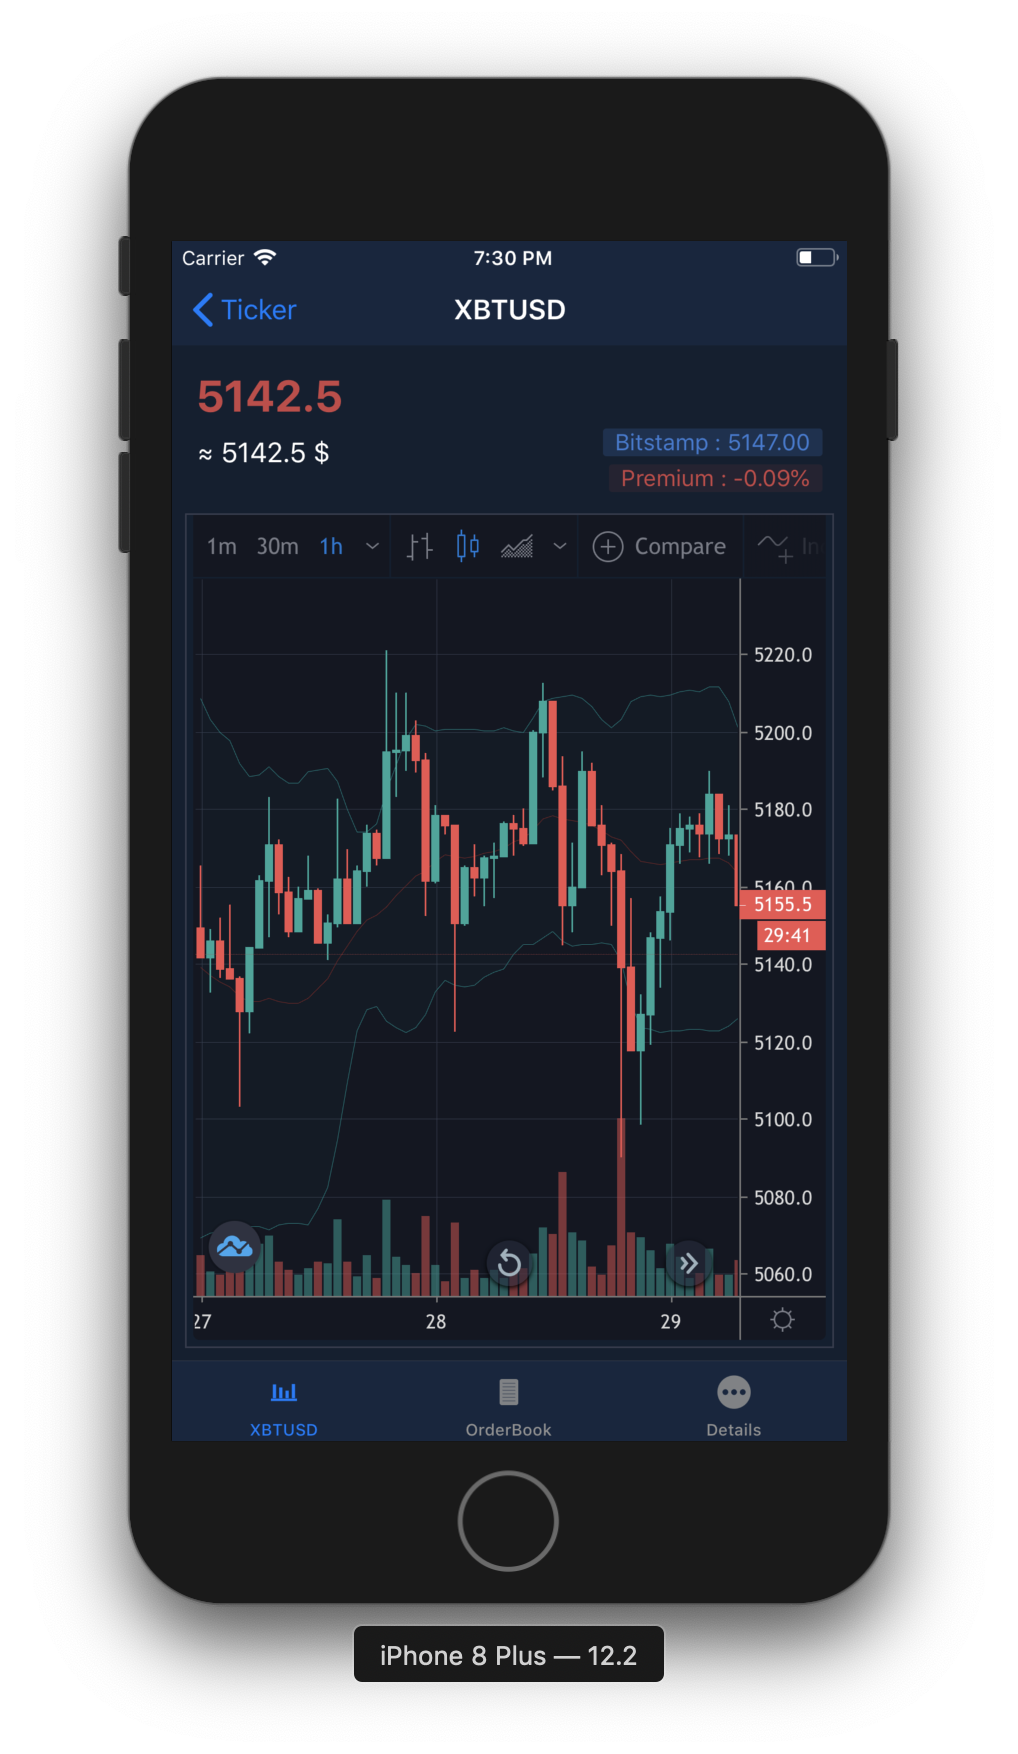 Carrier 7:30 PM
Ticker XBTUSD
5142.5
≈ 5142.5 $
Bitstamp : 5147.00
Premium : -0.09%
1m 30m 1h Compare
5220.0
5200.0
5180.0
5160.0
5155.5
29:41
5140.0
5120.0
5100.0
5080.0
5060.0
27 28 29
XBTUSD OrderBook Details
iPhone 8 Plus — 12.2